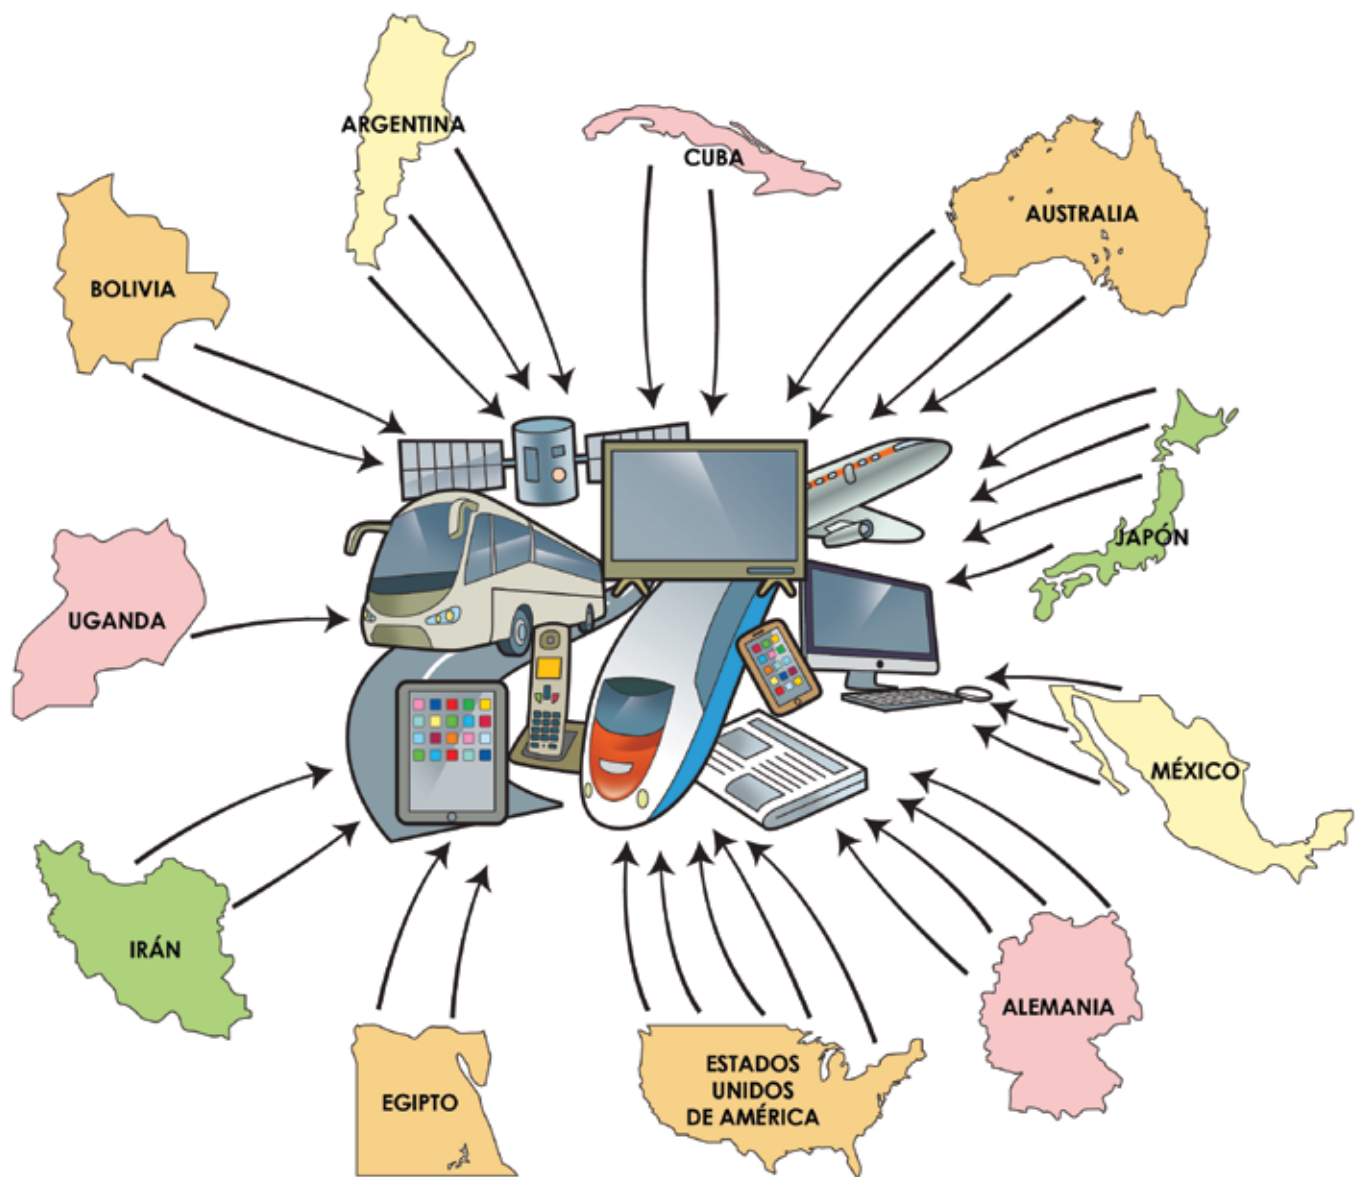 ARGENTINA
CUBA
AUSTRALIA
BOLIVIA
JAPÓN
UGANDA
MÉXICO
IRÁN
ALEMANIA
EGIPTO
ESTADOS
UNIDOS
DE AMÉRICA